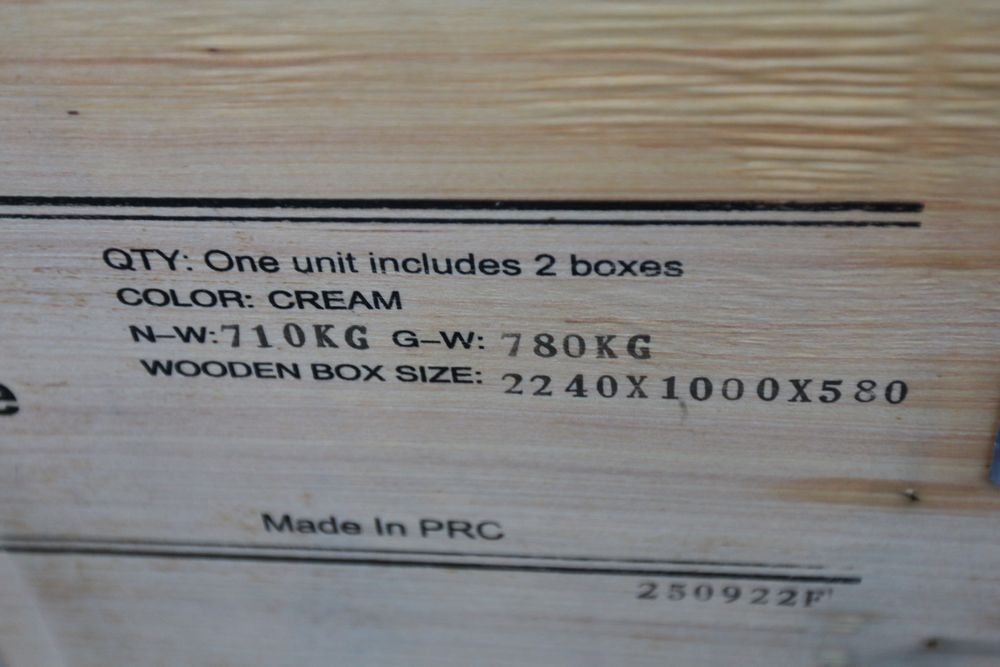 QTY: One unit includes 2 boxes
COLOR: CREAM
N-W:710KG G-W: 780KG
WOODEN BOX SIZE: 2240X1000X580
e
Made In PRC
250922F